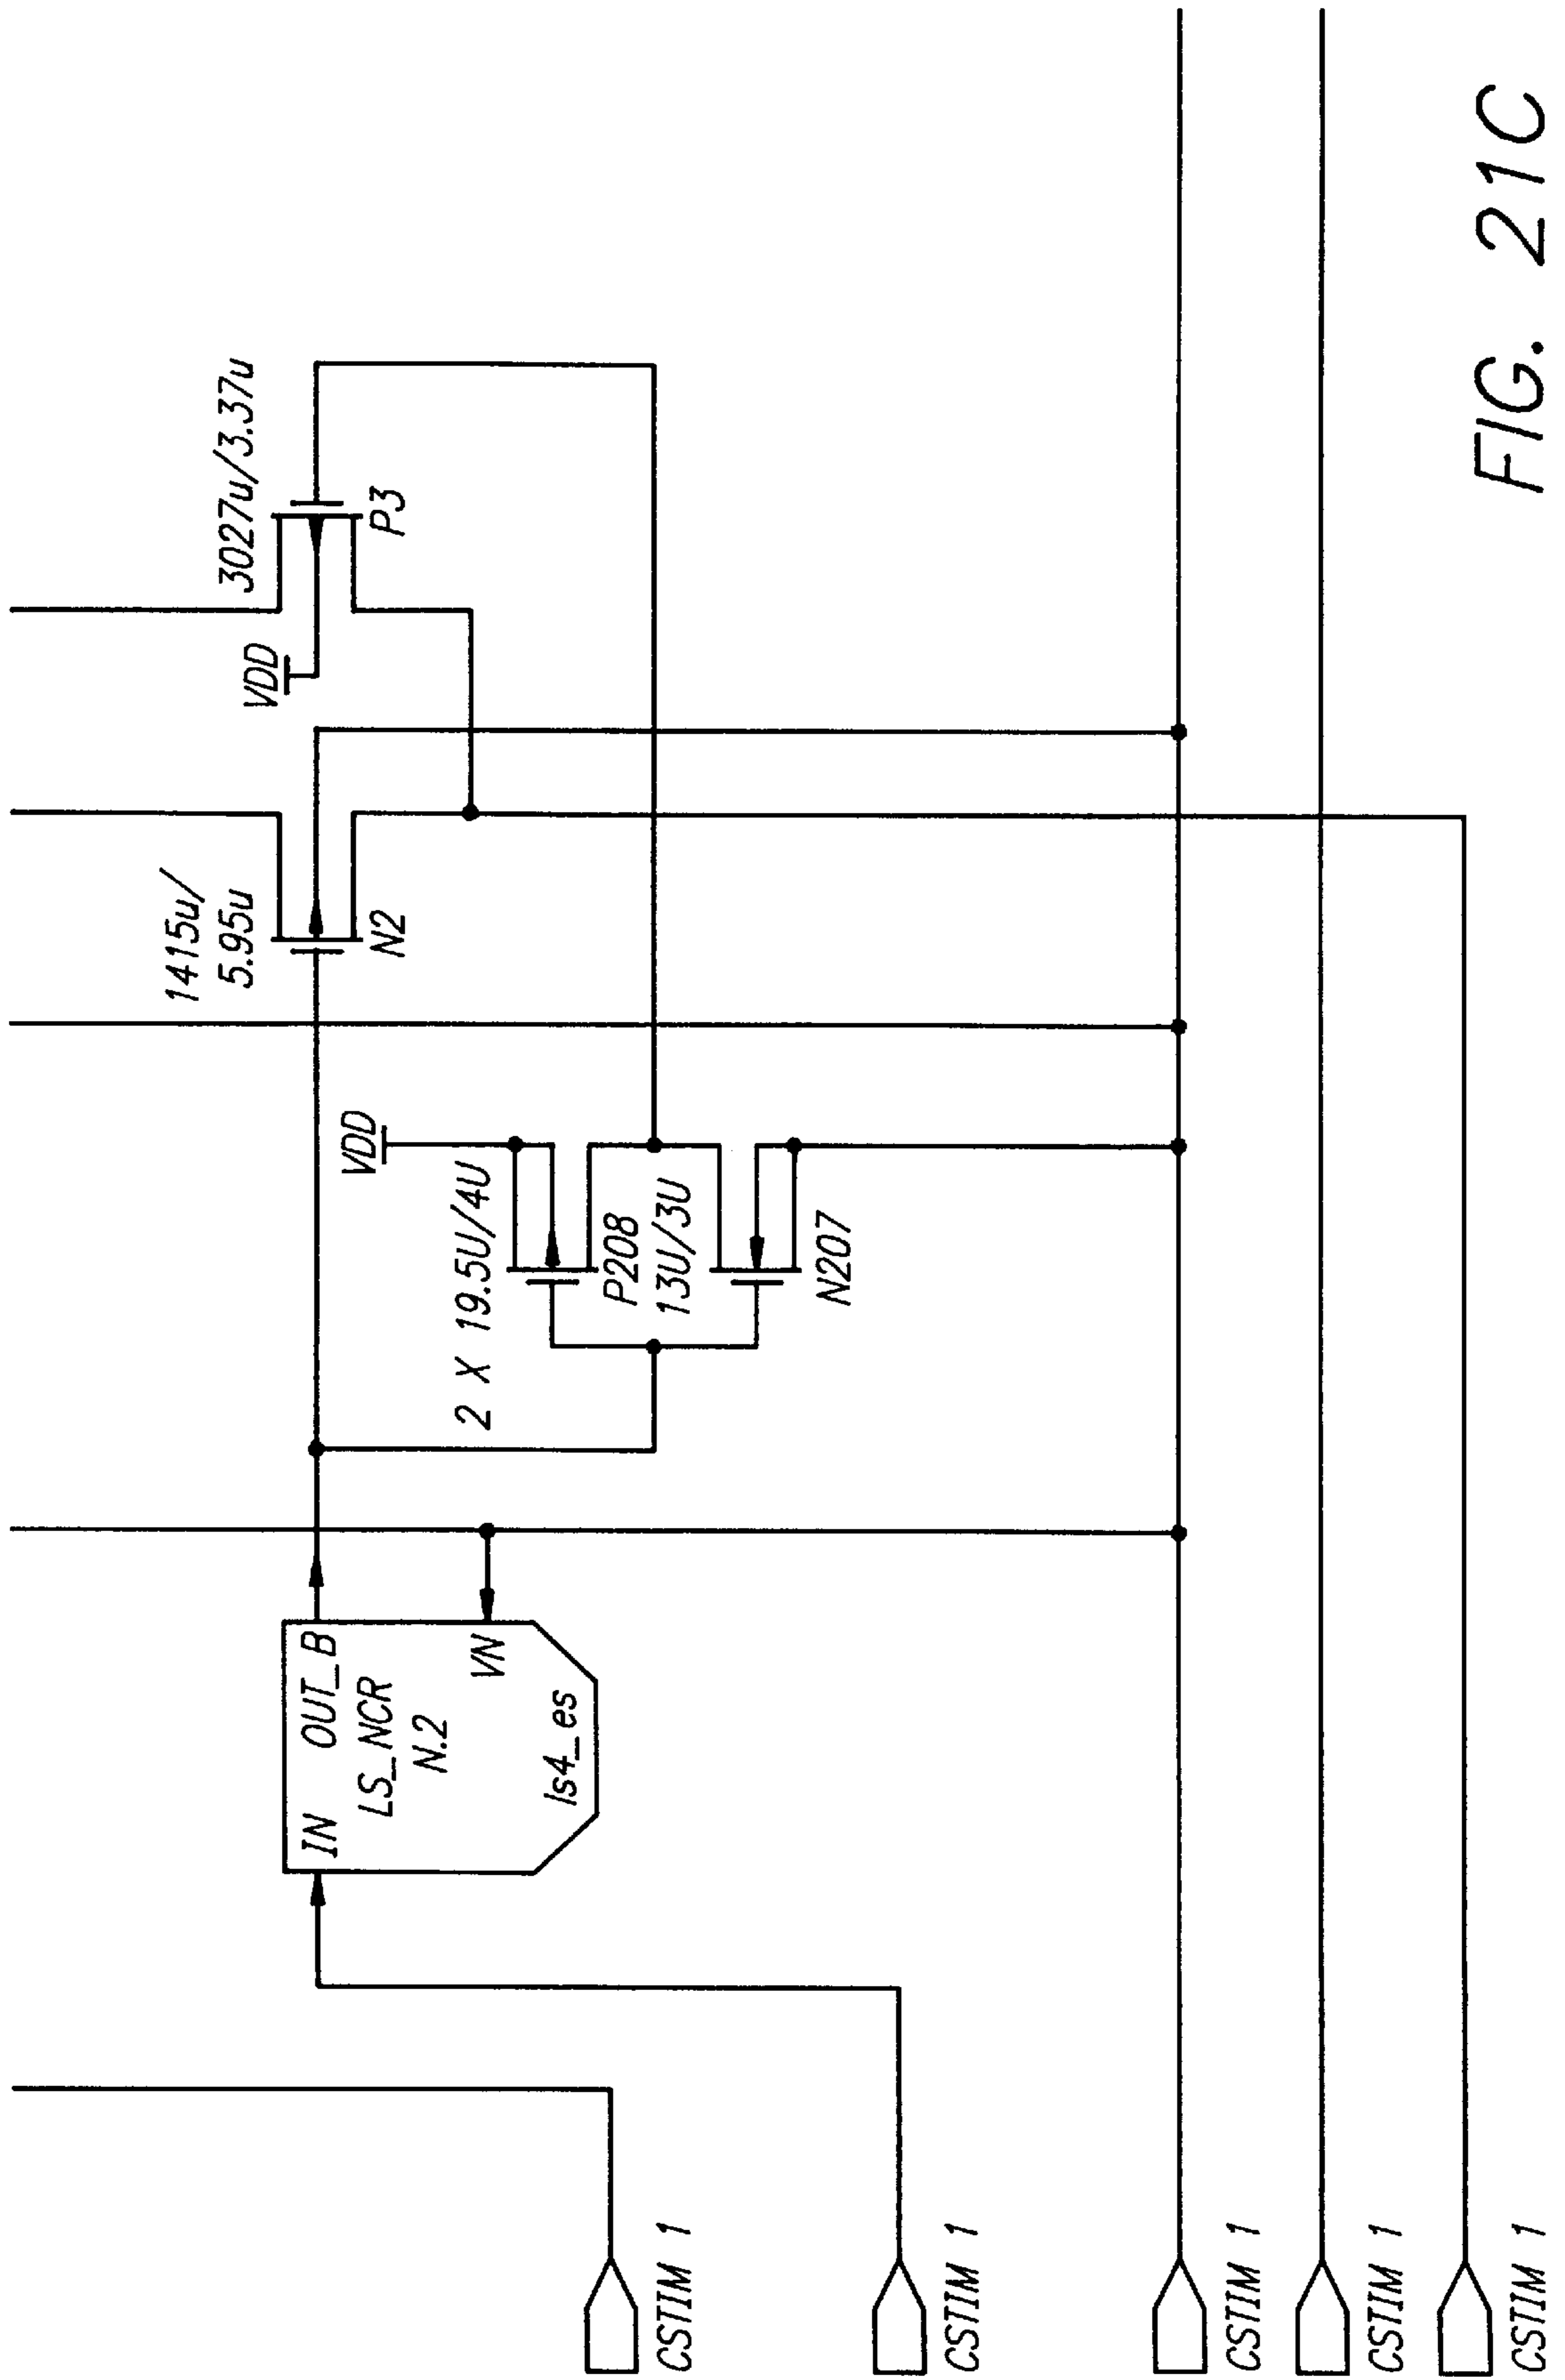 1415u/
5.95u
N2
3027u/3.37u
P3
VDD
IN OUT_B
LS_NCR
N.2
VN
ls4_es
VDD
2 X 19.5U/4U
P208
13U/3U
N207
CSTIM 1
CSTIM 1
CSTIM 1
CSTIM 1
CSTIM 1
FIG. 21C